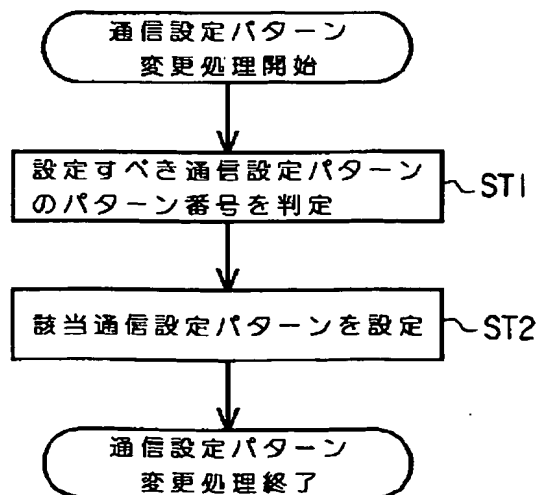 通信設定パターン
変更処理開始
設定すべき通信設定パターン
のパターン番号を判定
ST1
該当通信設定パターンを設定
ST2
通信設定パターン
変更処理終了